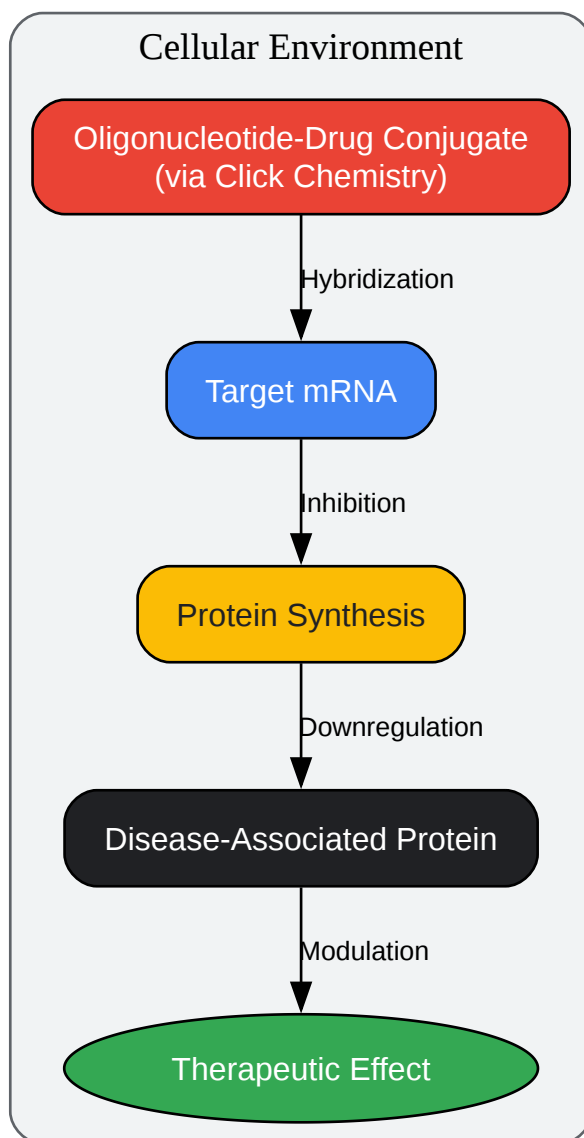 Cellular Environment
Oligonucleotide-Drug Conjugate
(via Click Chemistry)
Hybridization
Target mRNA
Inhibition
Protein Synthesis
Downregulation
Disease-Associated Protein
Modulation
Therapeutic Effect